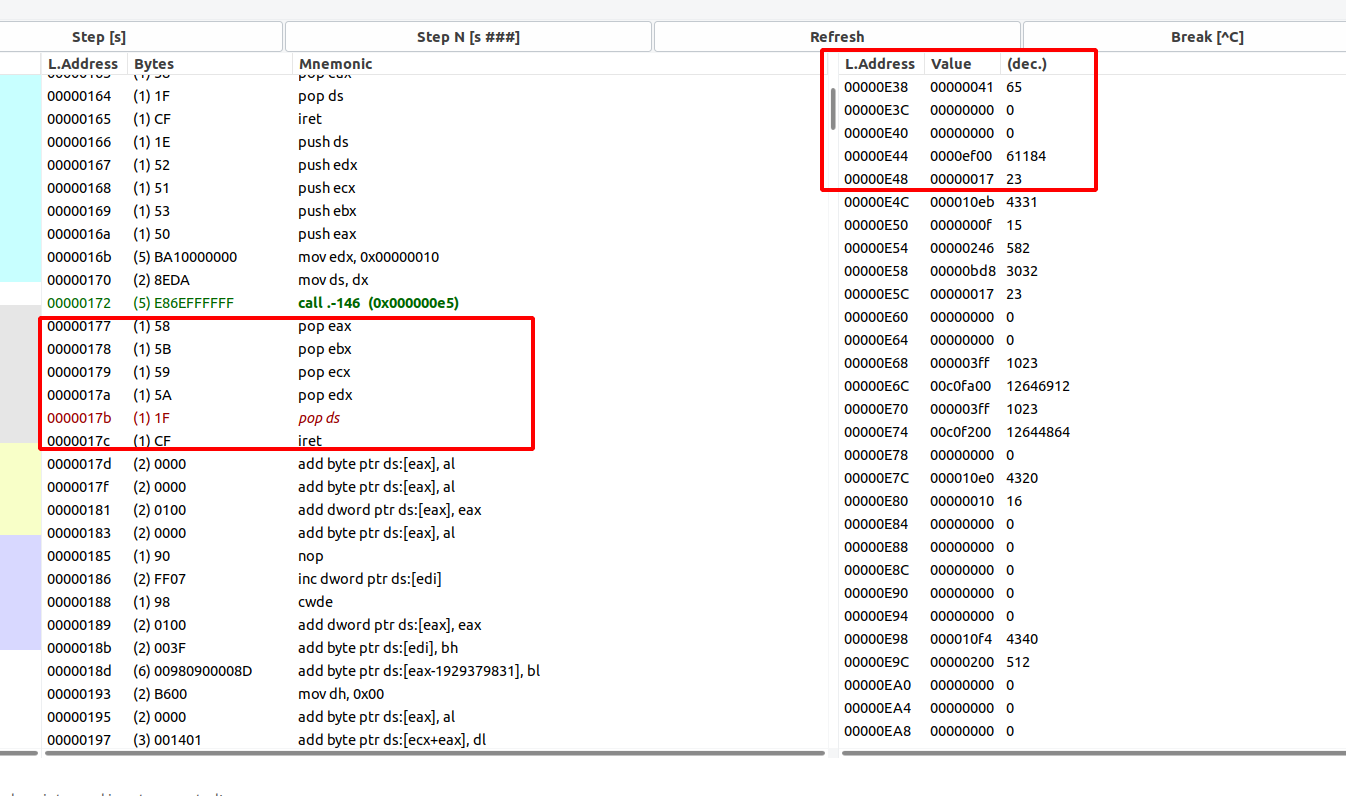 Step [s] Step N [s ###] Refresh Break [^C]
L.Address Bytes Mnemonic L.Address Value (dec.)
00000163 (1) 58 pop eax
00000164 (1) 1F pop ds 00000E38 00000041 65
00000165 (1) CF iret 00000E3C 00000000 0
00000166 (1) 1E push ds 00000E40 00000000 0
00000167 (1) 52 push edx 00000E44 0000ef00 61184
00000168 (1) 51 push ecx 00000E48 00000017 23
00000169 (1) 53 push ebx 00000E4C 000010eb 4331
0000016a (1) 50 push eax 00000E50 0000000f 15
0000016b (5) BA10000000 mov edx, 0x00000010 00000E54 00000246 582
00000170 (2) 8EDA mov ds, dx 00000E58 00000bd8 3032
00000172 (5) E86EFFFFFF call .-146 (0x000000e5) 00000E5C 00000017 23
00000177 (1) 58 pop eax 00000E60 00000000 0
00000178 (1) 5B pop ebx 00000E64 00000000 0
00000179 (1) 59 pop ecx 00000E68 000003ff 1023
0000017a (1) 5A pop edx 00000E6C 00c0fa00 12646912
0000017b (1) 1F pop ds 00000E70 000003ff 1023
0000017c (1) CF iret 00000E74 00c0f200 12644864
0000017d (2) 0000 add byte ptr ds:[eax], al 00000E78 00000000 0
0000017f (2) 0000 add byte ptr ds:[eax], al 00000E7C 000010e0 4320
00000181 (2) 0100 add dword ptr ds:[eax], eax 00000E80 00000010 16
00000183 (2) 0000 add byte ptr ds:[eax], al 00000E84 00000000 0
00000185 (1) 90 nop 00000E88 00000000 0
00000186 (2) FF07 inc dword ptr ds:[edi] 00000E8C 00000000 0
00000188 (1) 98 cwde 00000E90 00000000 0
00000189 (2) 0100 add dword ptr ds:[eax], eax 00000E94 00000000 0
0000018b (2) 003F add byte ptr ds:[edi], bh 00000E98 000010f4 4340
0000018d (6) 00980900008D add byte ptr ds:[eax-1929379831], bl 00000E9C 00000200 512
00000193 (2) B600 mov dh, 0x00 00000EA0 00000000 0
00000195 (2) 0000 add byte ptr ds:[eax], al 00000EA4 00000000 0
00000197 (3) 001401 add byte ptr ds:[ecx+eax], dl 00000EA8 00000000 0